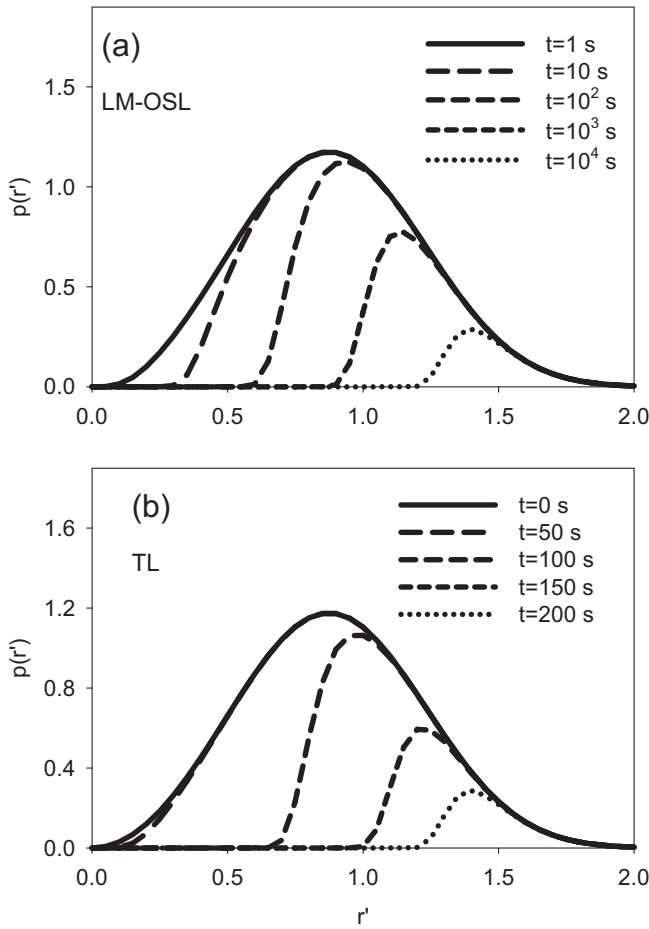 (a)
LM-OSL
t=1 s
t=10 s
t=10² s
t=10³ s
t=10⁴ s
p(r')
1.5
1.0
0.5
0.0
0.0 0.5 1.0 1.5 2.0
(b)
TL
t=0 s
t=50 s
t=100 s
t=150 s
t=200 s
p(r')
1.6
1.2
0.8
0.4
0.0
0.0 0.5 1.0 1.5 2.0
r'